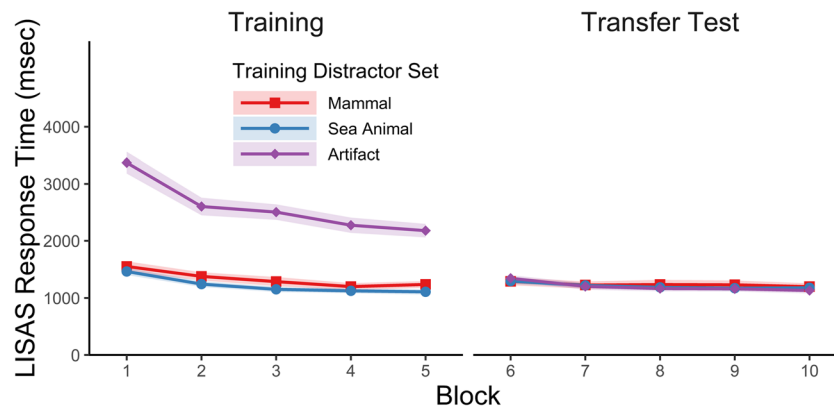 Training
Transfer Test
LISAS Response Time (msec)
Training Distractor Set
Mammal
Sea Animal
Artifact
4000
3000
2000
1000
0
1 2 3 4 5 6 7 8 9 10
Block